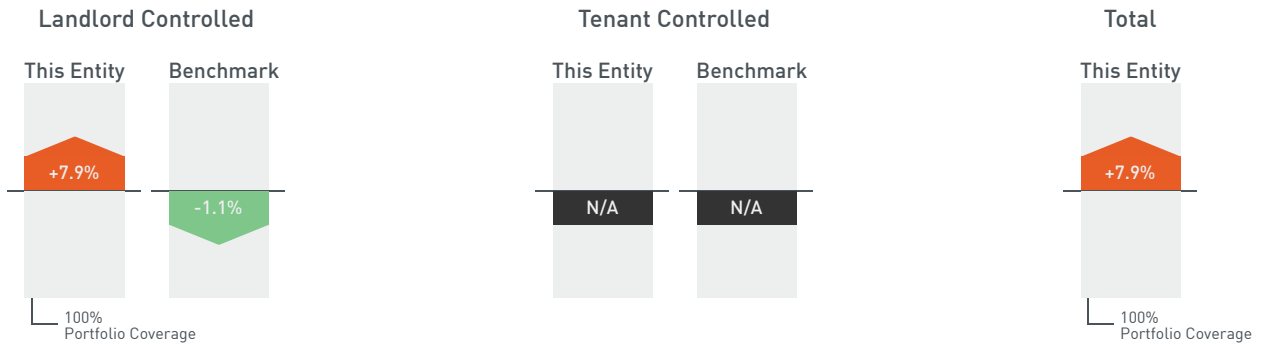 Landlord Controlled
This Entity
Benchmark
+7.9%
-1.1%
100%
Portfolio Coverage
Tenant Controlled
This Entity
Benchmark
N/A
N/A
Total
This Entity
+7.9%
100%
Portfolio Coverage